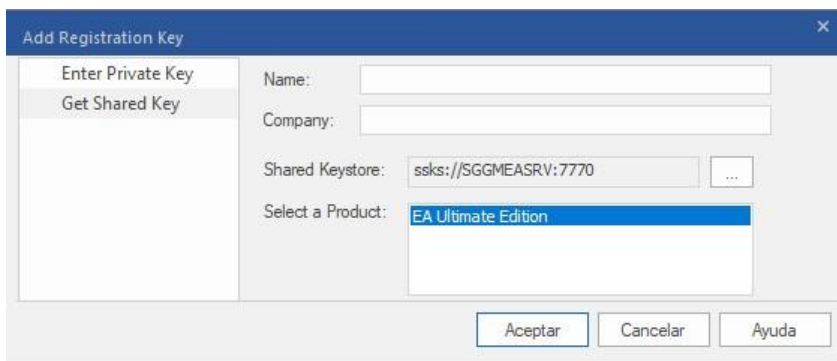 Add Registration Key
×
Enter Private Key
Get Shared Key
Name:
Company:
Shared Keystore: ssks://SGGMEASRV:7770 ...
Select a Product: EA Ultimate Edition
Aceptar Cancelar Ayuda